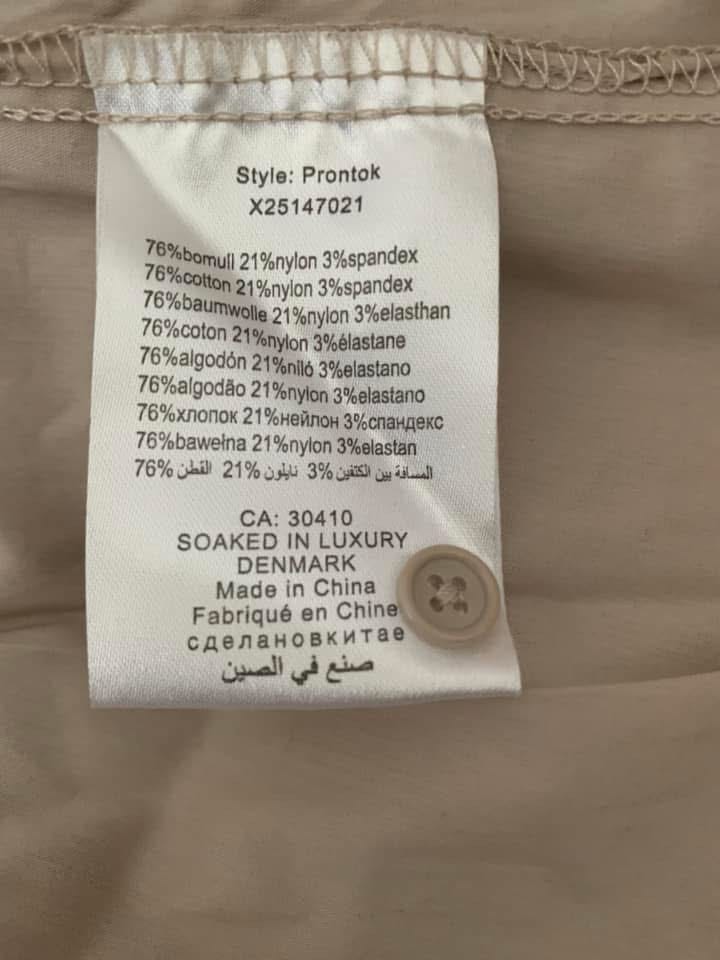 Style: Prontok
X25147021
76%bomull 21%nylon 3%spandex
76%cotton 21%nylon 3%spandex
76%baumwolle 21%nylon 3%elasthan
76%coton 21%nylon 3%élastane
76%algodón 21%niló 3%elastano
76%algodão 21%nylon 3%elastano
76%хлопок 21%нейлон 3%спандекс
76%bawełna 21%nylon 3%elastan
76% القطن 21% نايلون 3% المسافة بين الكتفين
CA: 30410
SOAKED IN LUXURY
DENMARK
Made in China
Fabriqué en Chine
сделановкитае
صنع في الصين